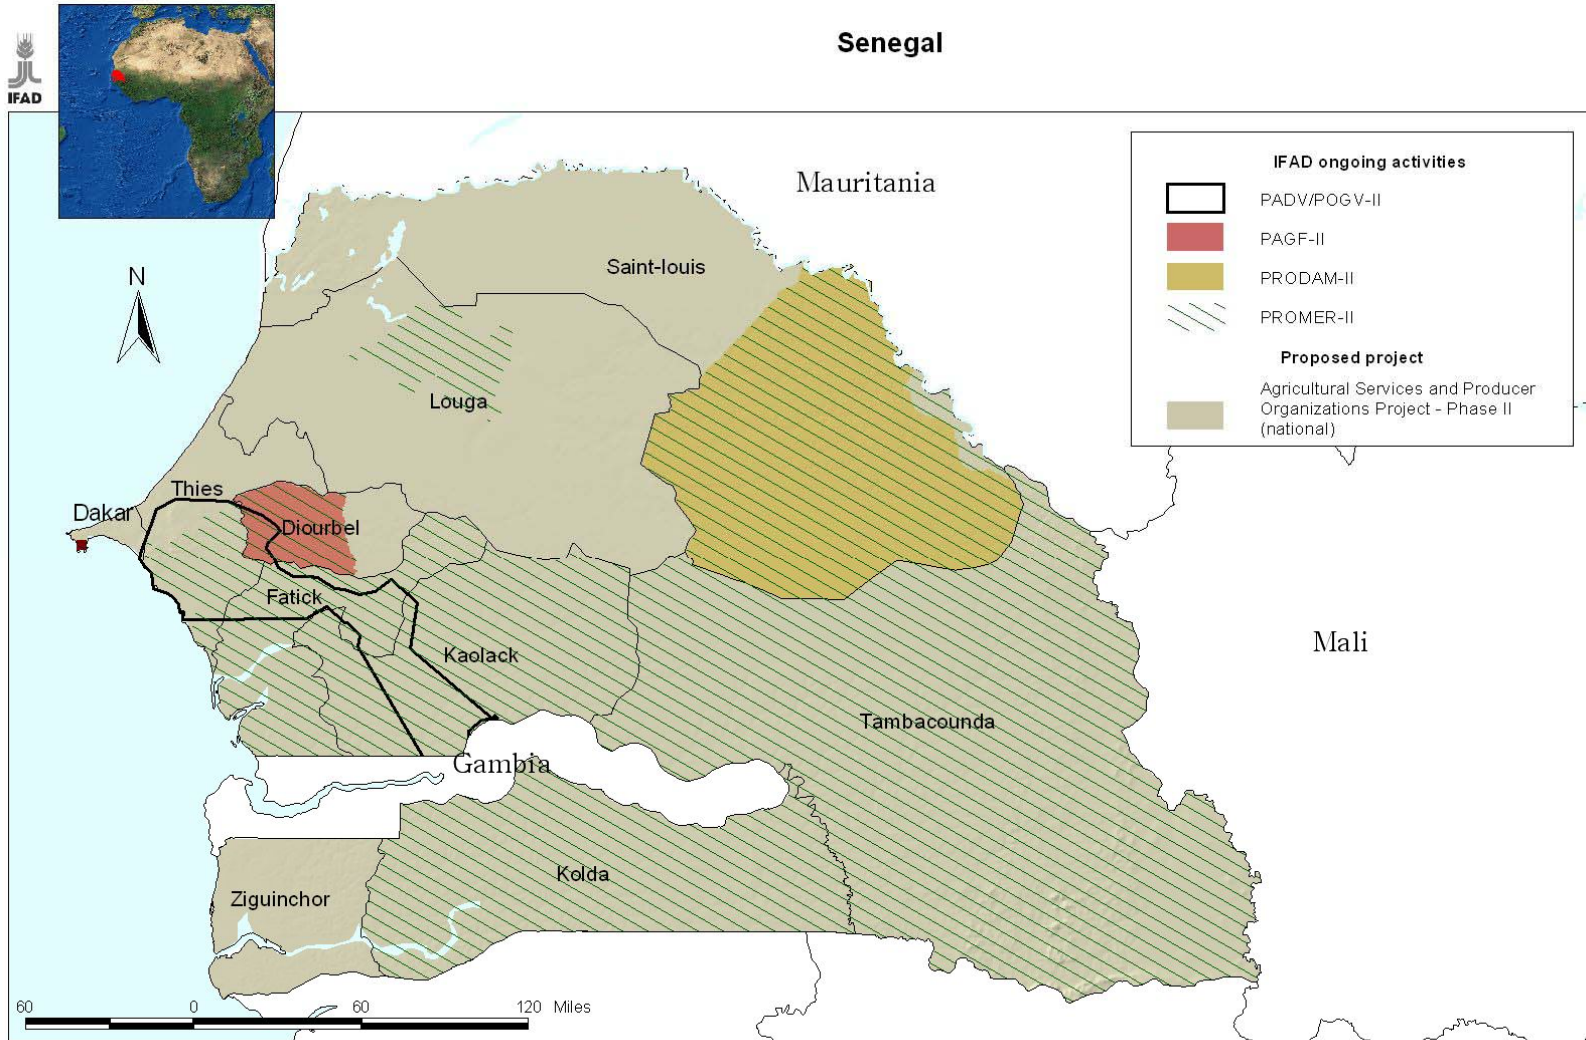 Senegal
IFAD
IFAD ongoing activities
PADV/POGV-II
PAGF-II
PRODAM-II
PROMER-II
Proposed project
Agricultural Services and Producer
Organizations Project - Phase II
(national)
Mauritania
N
Saint-louis
Louga
Thies
Dakar
Diourbel
Fatick
Kaolack
Mali
Tambacounda
Gambia
Kolda
Ziguinchor
60 0 60 120 Miles